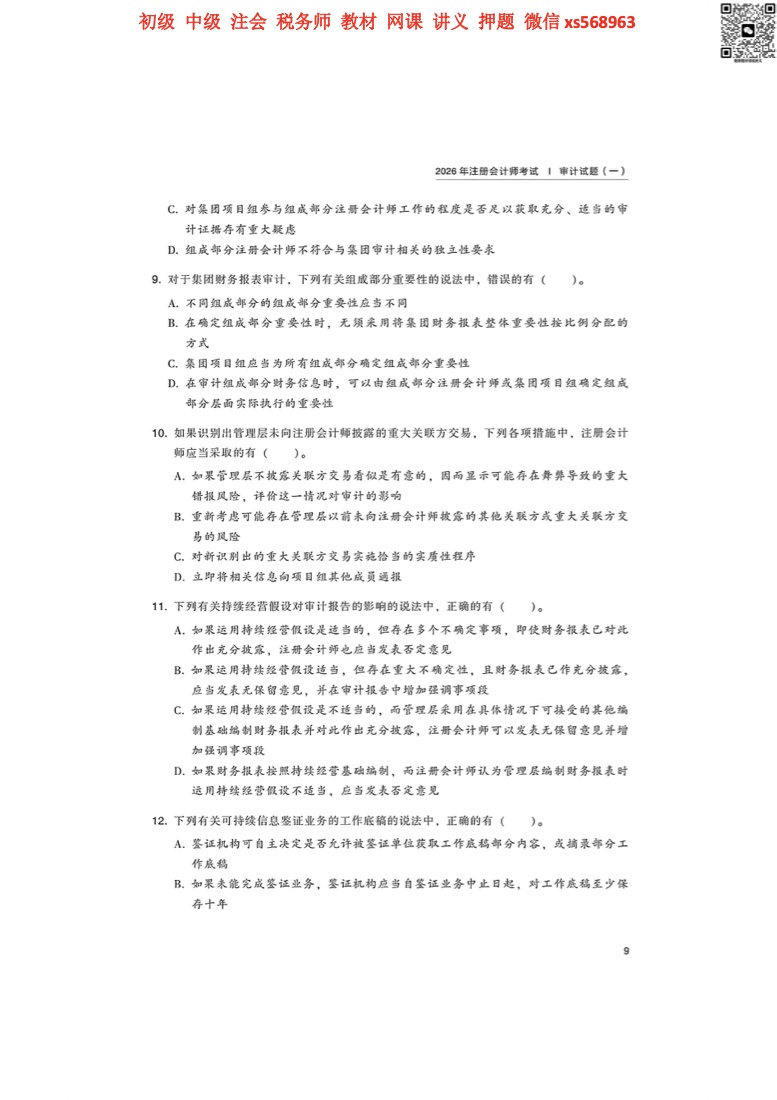 初级 中级 注会 税务师 教材 网课 讲义 押题 微信 xs568963
2026 年注册会计师考试 | 审计试题(一)
C. 对集团项目组参与组成部分注册会计师工作的程度是否足以获取充分、适当的审
计证据存有重大疑虑
D. 组成部分注册会计师不符合与集团审计相关的独立性要求
9. 对于集团财务报表审计,下列有关组成部分重要性的说法中,错误的有( )。
A. 不同组成部分的组成部分重要性应当不同
B. 在确定组成部分重要性时,无须采用将集团财务报表整体重要性按比例分配的
方式
C. 集团项目组应当为所有组成部分确定组成部分重要性
D. 在审计组成部分财务信息时,可以由组成部分注册会计师或集团项目组确定组成
部分层面实际执行的重要性
10. 如果识别出管理层未向注册会计师披露的重大关联方交易,下列各项措施中,注册会计
师应当采取的有( )。
A. 如果管理层不披露关联方交易看似是有意的,因而显示可能存在舞弊导致的重大
错报风险,评价这一情况对审计的影响
B. 重新考虑可能存在管理层以前未向注册会计师披露的其他关联方或重大关联方交
易的风险
C. 对新识别出的重大关联方交易实施恰当的实质性程序
D. 立即将相关信息向项目组其他成员通报
11. 下列有关持续经营假设对审计报告的影响的说法中,正确的有( )。
A. 如果运用持续经营假设是适当的,但存在多个不确定事项,即使财务报表已对此
作出充分披露,注册会计师也应当发表否定意见
B. 如果运用持续经营假设适当,但存在重大不确定性,且财务报表已作充分披露,
应当发表无保留意见,并在审计报告中增加强调事项段
C. 如果运用持续经营假设是不适当的,而管理层采用在具体情况下可接受的其他编
制基础编制财务报表并对此作出充分披露,注册会计师可以发表无保留意见并增
加强调事项段
D. 如果财务报表按照持续经营基础编制,而注册会计师认为管理层编制财务报表时
运用持续经营假设不适当,应当发表否定意见
12. 下列有关可持续信息鉴证业务的工作底稿的说法中,正确的有( )。
A. 鉴证机构可自主决定是否允许被鉴证单位获取工作底稿部分内容,或摘录部分工
作底稿
B. 如果未能完成鉴证业务,鉴证机构应当自鉴证业务中止日起,对工作底稿至少保
存十年
9